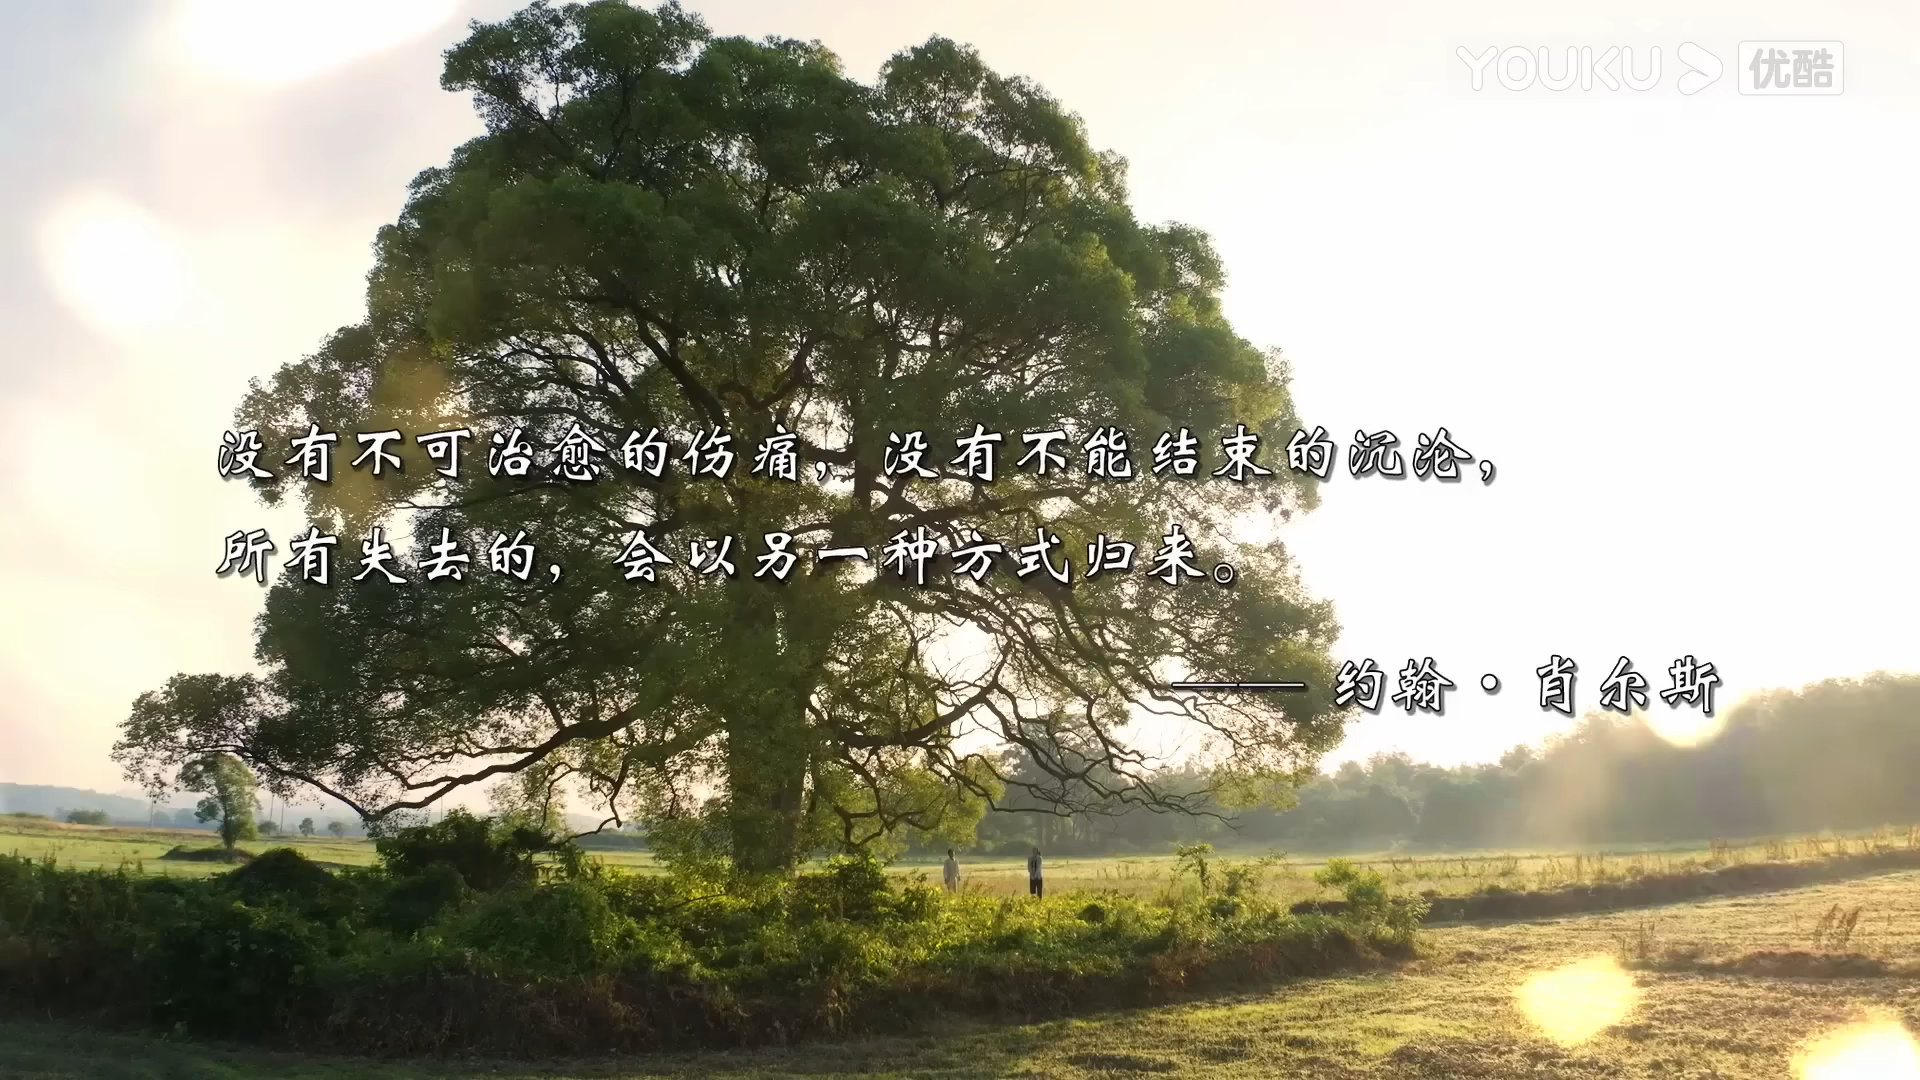 YOUKU 优酷
没有不可治愈的伤痛，没有不能结束的沉沦，
所有失去的，会以另一种方式归来。
—— 约翰·肖尔斯